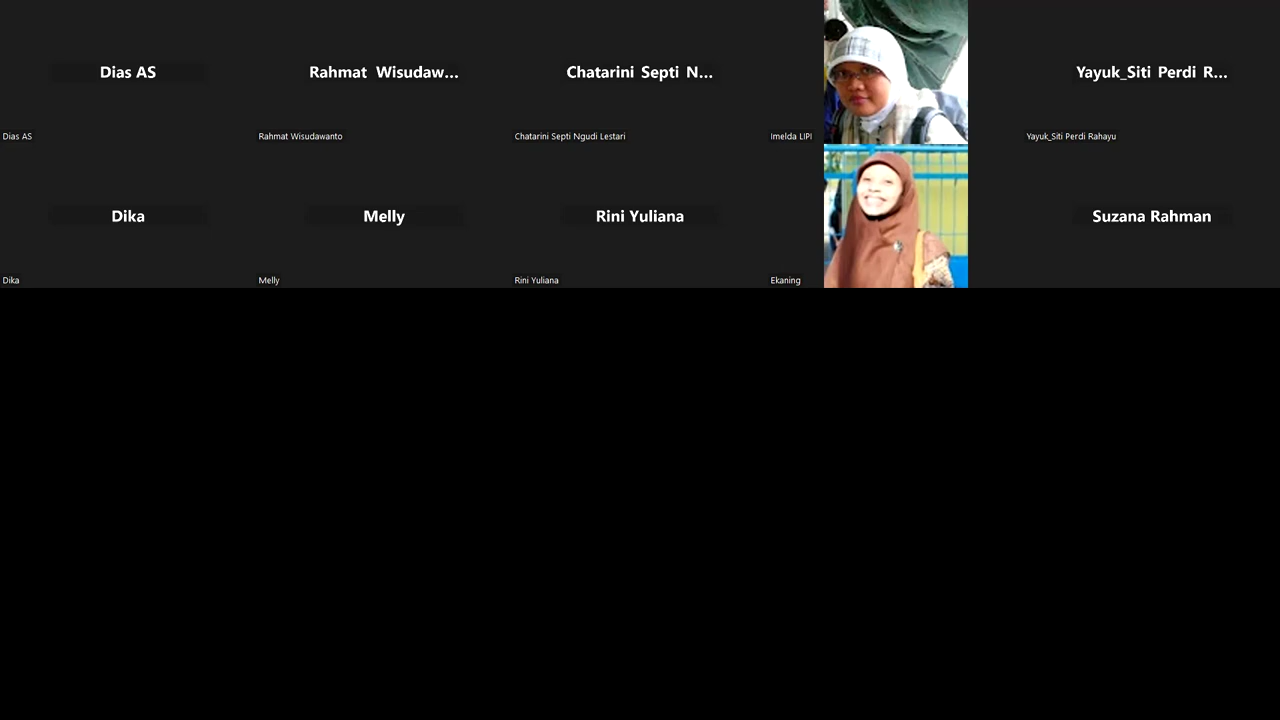 Dias AS
Rahmat Wisudaw...
Chatarini Septi N...
Yayuk_Siti Perdi R...
Dias AS
Rahmat Wisudawanto
Chatarini Septi Ngudi Lestari
Imelda LIPI
Yayuk_Siti Perdi Rahayu
Dika
Melly
Rini Yuliana
Suzana Rahman
Dika
Melly
Rini Yuliana
Ekaning